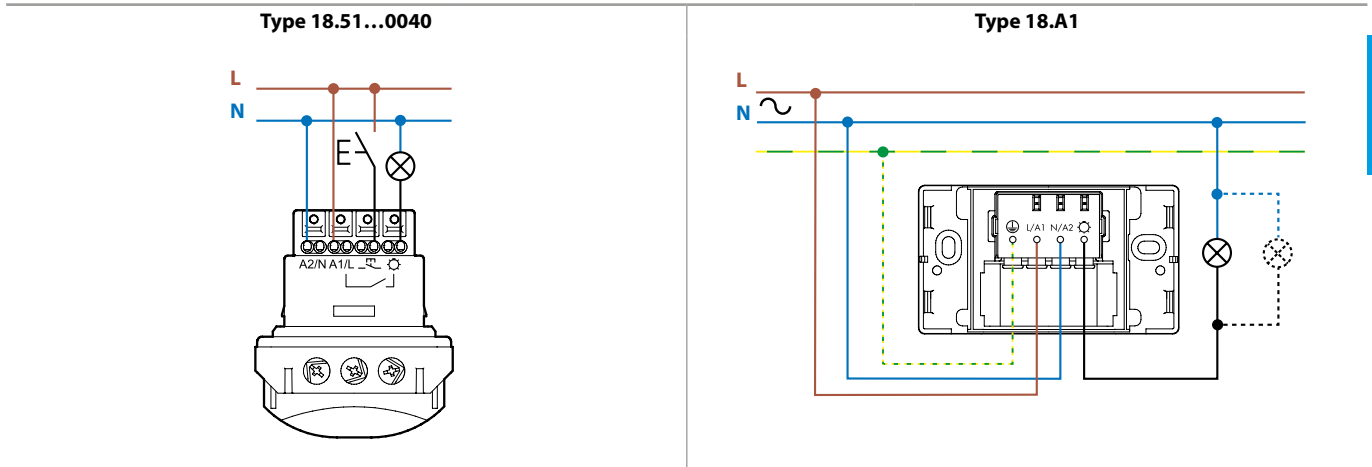 Type 18.51...0040
Type 18.A1
L
N
A2/N A1/L
L
N
L/A1 N/A2